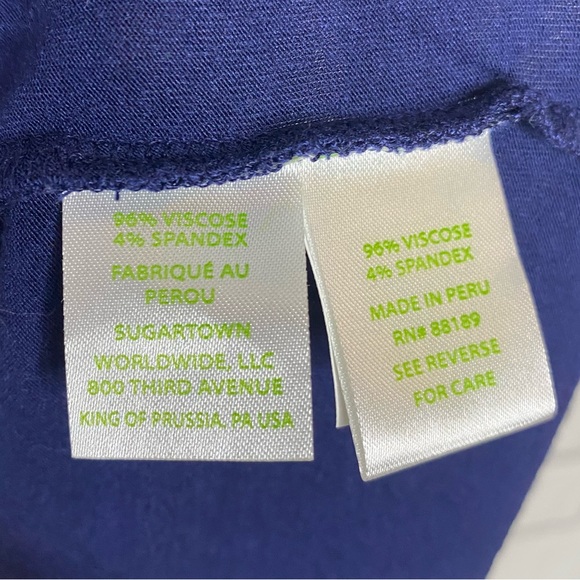 96% VISCOSE
4% SPANDEX
FABRIQUÉ AU
PEROU
SUGARTOWN
WORLDWIDE, LLC
800 THIRD AVENUE
KING OF PRUSSIA, PA USA
96% VISCOSE
4% SPANDEX
MADE IN PERU
RN# 88189
SEE REVERSE
FOR CARE